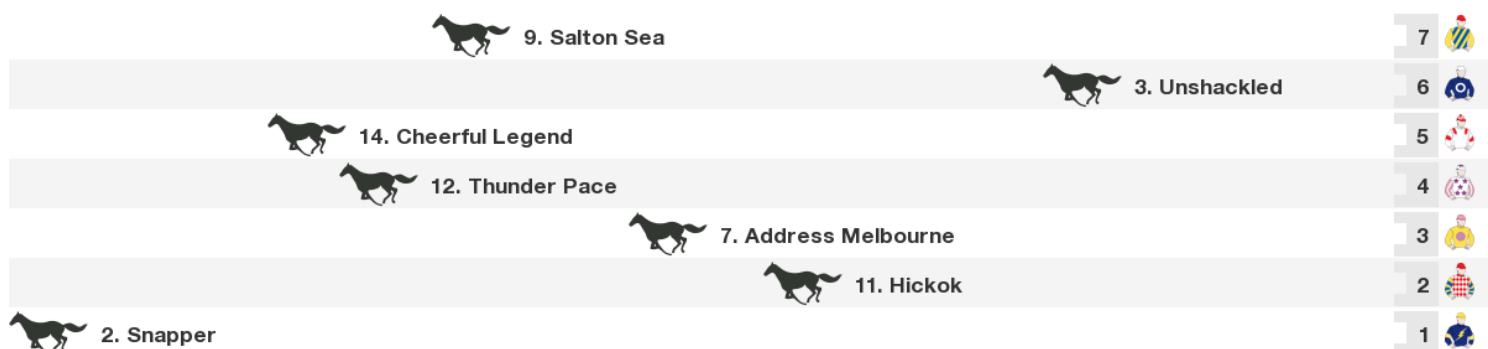 9. Salton Sea 7
3. Unshackled 6
14. Cheerful Legend 5
12. Thunder Pace 4
7. Address Melbourne 3
11. Hickok 2
2. Snapper 1